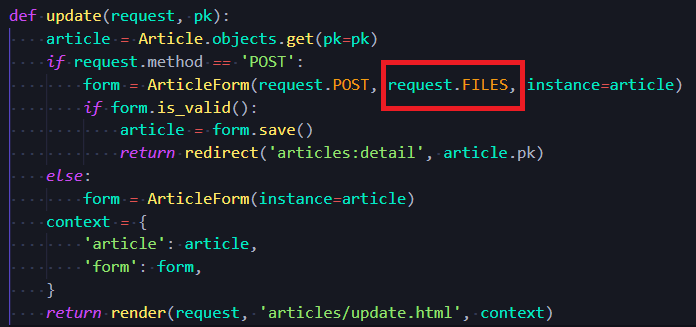 def update(request, pk):
    article = Article.objects.get(pk=pk)
    if request.method == 'POST':
        form = ArticleForm(request.POST, request.FILES, instance=article)
        if form.is_valid():
            article = form.save()
            return redirect('articles:detail', article.pk)
    else:
        form = ArticleForm(instance=article)
    context = {
        'article': article,
        'form': form,
    }
    return render(request, 'articles/update.html', context)